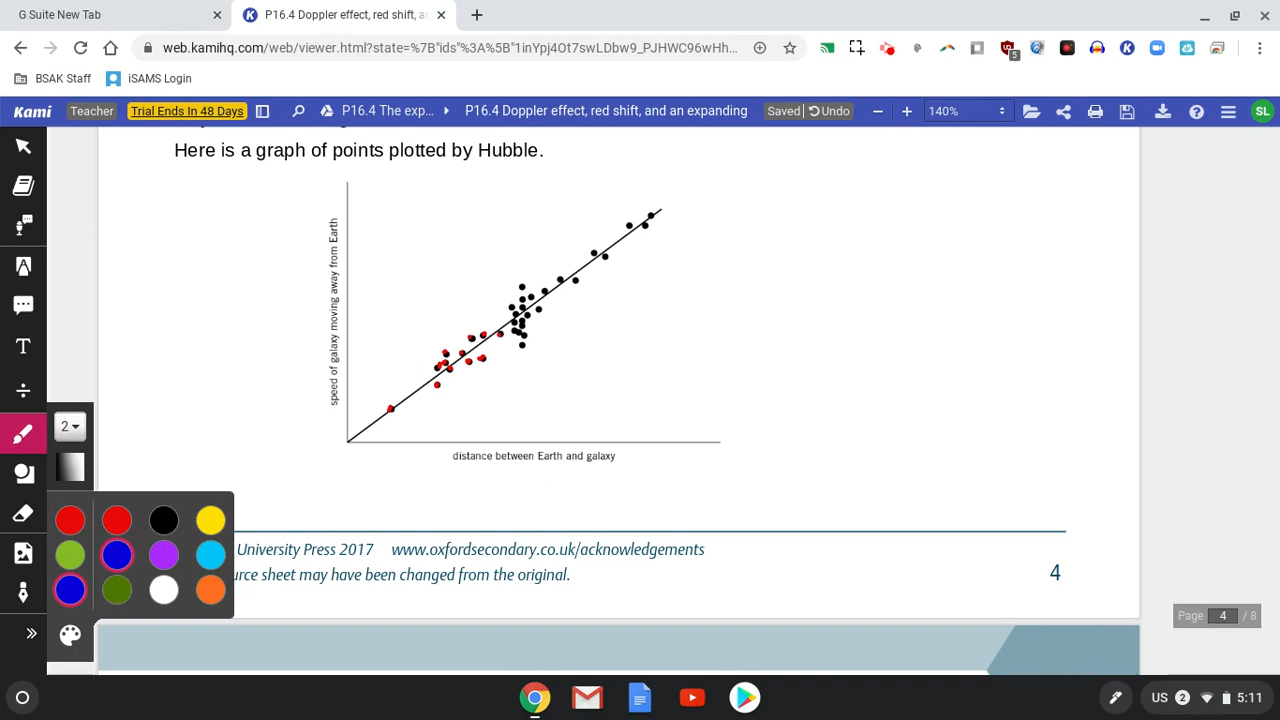 G Suite New Tab
P16.4 Doppler effect, red shift, an
web.kamihq.com/web/viewer.html?state=%7B"ids"%3A%5B"1inYpj4Ot7swLDbw9_PJHWC96wHh…
5
BSAK Staff
iSAMS Login
Kami
Teacher
Trial Ends In 48 Days
P16.4 The exp…
P16.4 Doppler effect, red shift, and an expanding
Saved
Undo
140%
SL
Here is a graph of points plotted by Hubble.
speed of galaxy moving away from Earth
distance between Earth and galaxy
2
University Press 2017 www.oxfordsecondary.co.uk/acknowledgements
urce sheet may have been changed from the original.
4
Page 4 / 8
US 2 5:11